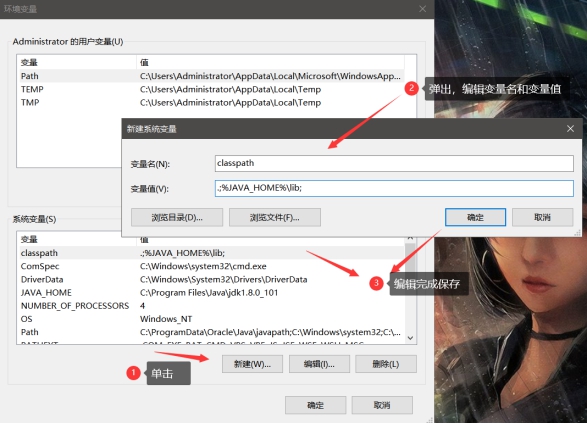 环境变量
Administrator 的用户变量(U)
变量 值
Path C:\Users\Administrator\AppData\Local\Microsoft\WindowsApp...
TEMP C:\Users\Administrator\AppData\Local\Temp
TMP C:\Users\Administrator\AppData\Local\Temp
2 弹出，编辑变量名和变量值
新建系统变量
变量名(N): classpath
变量值(V): .;%JAVA_HOME%\lib;
浏览目录(D)... 浏览文件(F)... 确定 取消
系统变量(S)
变量 值
classpath .;%JAVA_HOME%\lib;
ComSpec C:\Windows\system32\cmd.exe
DriverData C:\Windows\System32\Drivers\DriverData
JAVA_HOME C:\Program Files\Java\jdk1.8.0_101
NUMBER_OF_PROCESSORS 4
OS Windows_NT
Path C:\ProgramData\Oracle\Java\javapath;C:\Windows\system32;C:\...
3 编辑完成保存
新建(W)... 编辑(I)... 删除(L)
1 单击
确定 取消